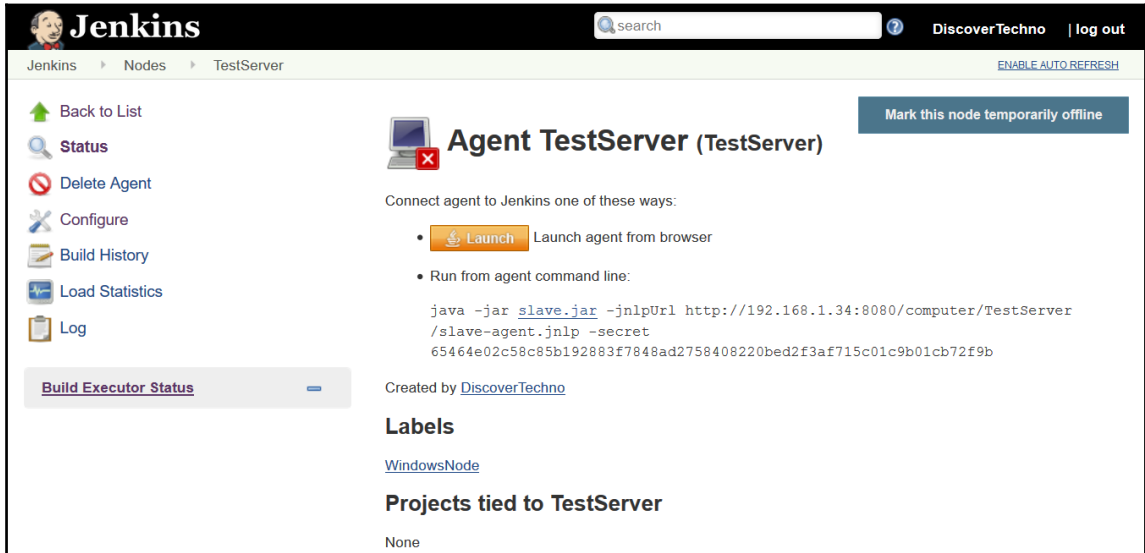 Jenkins
search
DiscoverTechno | log out
Jenkins Nodes TestServer
ENABLE AUTO REFRESH
Back to List
Status
Delete Agent
Configure
Build History
Load Statistics
Log
Build Executor Status
Mark this node temporarily offline
Agent TestServer (TestServer)
Connect agent to Jenkins one of these ways:
Launch Launch agent from browser
Run from agent command line:
java -jar slave.jar -jnlpUrl http://192.168.1.34:8080/computer/TestServer
/slave-agent.jnlp -secret
65464e02c58c85b192883f7848ad2758408220bed2f3af715c01c9b01cb72f9b
Created by DiscoverTechno
Labels
WindowsNode
Projects tied to TestServer
None